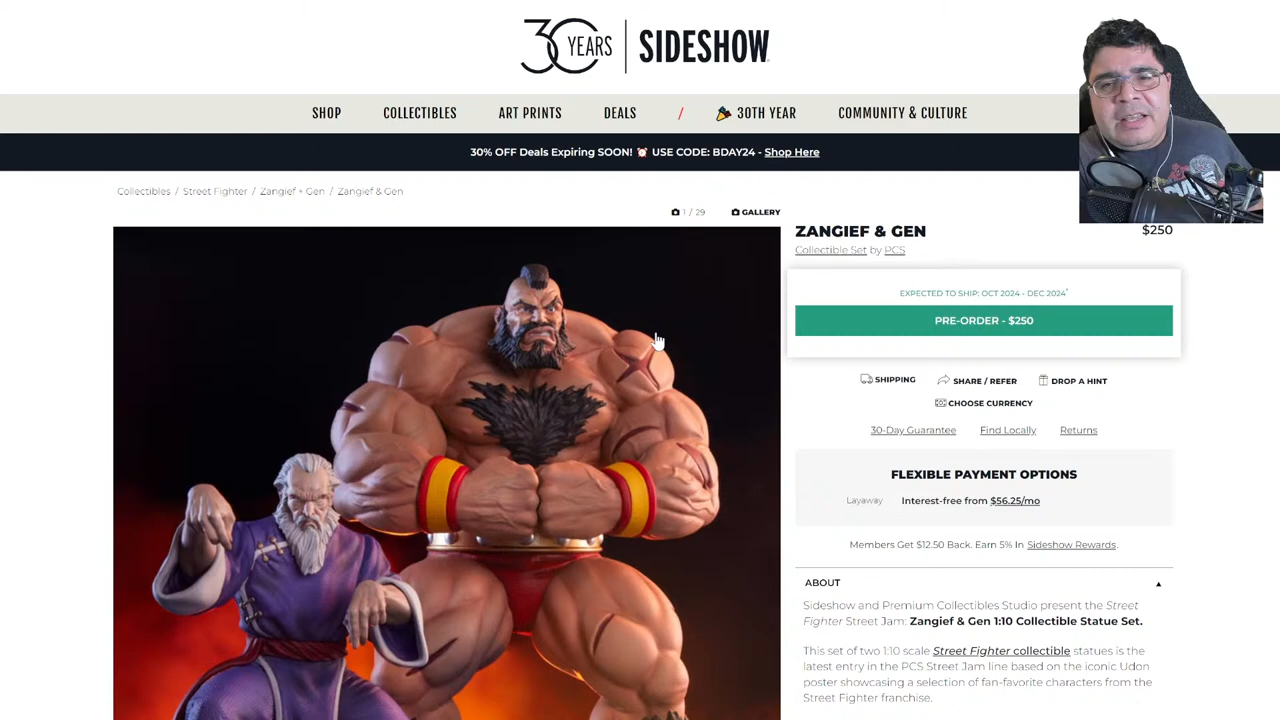 30 YEARS SIDESHOW
SHOP COLLECTIBLES ART PRINTS DEALS / 30TH YEAR COMMUNITY & CULTURE
30% OFF Deals Expiring SOON! USE CODE: BDAY24 - Shop Here
Collectibles / Street Fighter / Zangief + Gen / Zangief & Gen
1 / 29 GALLERY
ZANGIEF & GEN $250
Collectible Set by PCS
EXPECTED TO SHIP: OCT 2024 - DEC 2024*
PRE-ORDER - $250
SHIPPING SHARE / REFER DROP A HINT
CHOOSE CURRENCY
30-Day Guarantee Find Locally Returns
FLEXIBLE PAYMENT OPTIONS
Layaway Interest-free from $56.25/mo
Members Get $12.50 Back. Earn 5% In Sideshow Rewards.
ABOUT
Sideshow and Premium Collectibles Studio present the Street
Fighter Street Jam: Zangief & Gen 1:10 Collectible Statue Set.
This set of two 1:10 scale Street Fighter collectible statues is the
latest entry in the PCS Street Jam line based on the iconic Udon
poster showcasing a selection of fan-favorite characters from the
Street Fighter franchise.